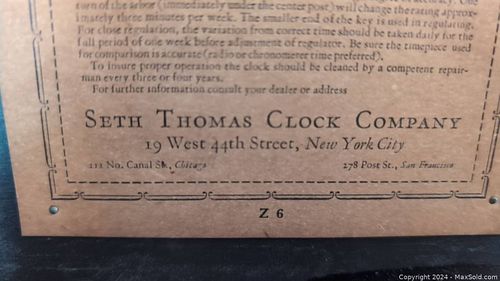 turn of the arbor (immediately under the center post) will change the rating approx-
imately three minutes per week. The smaller end of the key is used in regulating.
For close regulation, the variation from correct time should be taken daily for the
full period of one week before adjustment of regulator. Be sure the timepiece used
for comparison is accurate (radio or chronometer time preferred).
To insure proper operation the clock should be cleaned by a competent repair-
man every three or four years.
For further information consult your dealer or address
SETH THOMAS CLOCK COMPANY
19 West 44th Street, New York City
111 No. Canal St., Chicago 278 Post St., San Francisco
Z 6
Copyright © 2024 - MaxSold.com